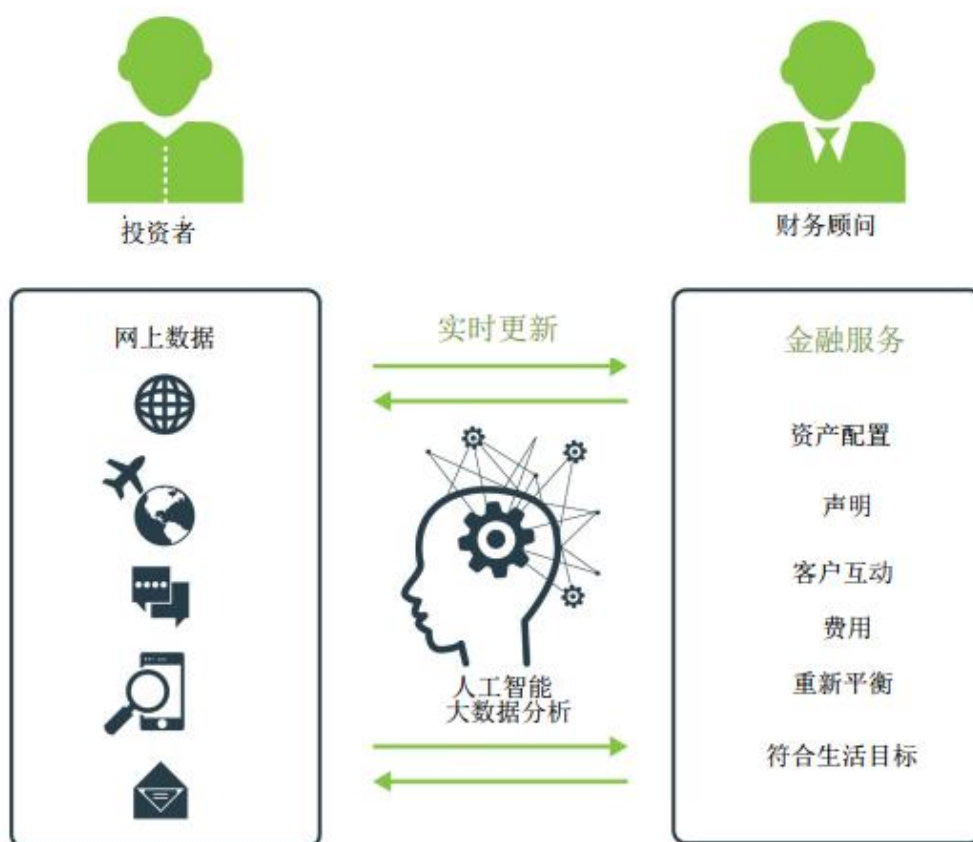 投资者
财务顾问
网上数据
实时更新
人工智能
大数据分析
金融服务
资产配置
声明
客户互动
费用
重新平衡
符合生活目标